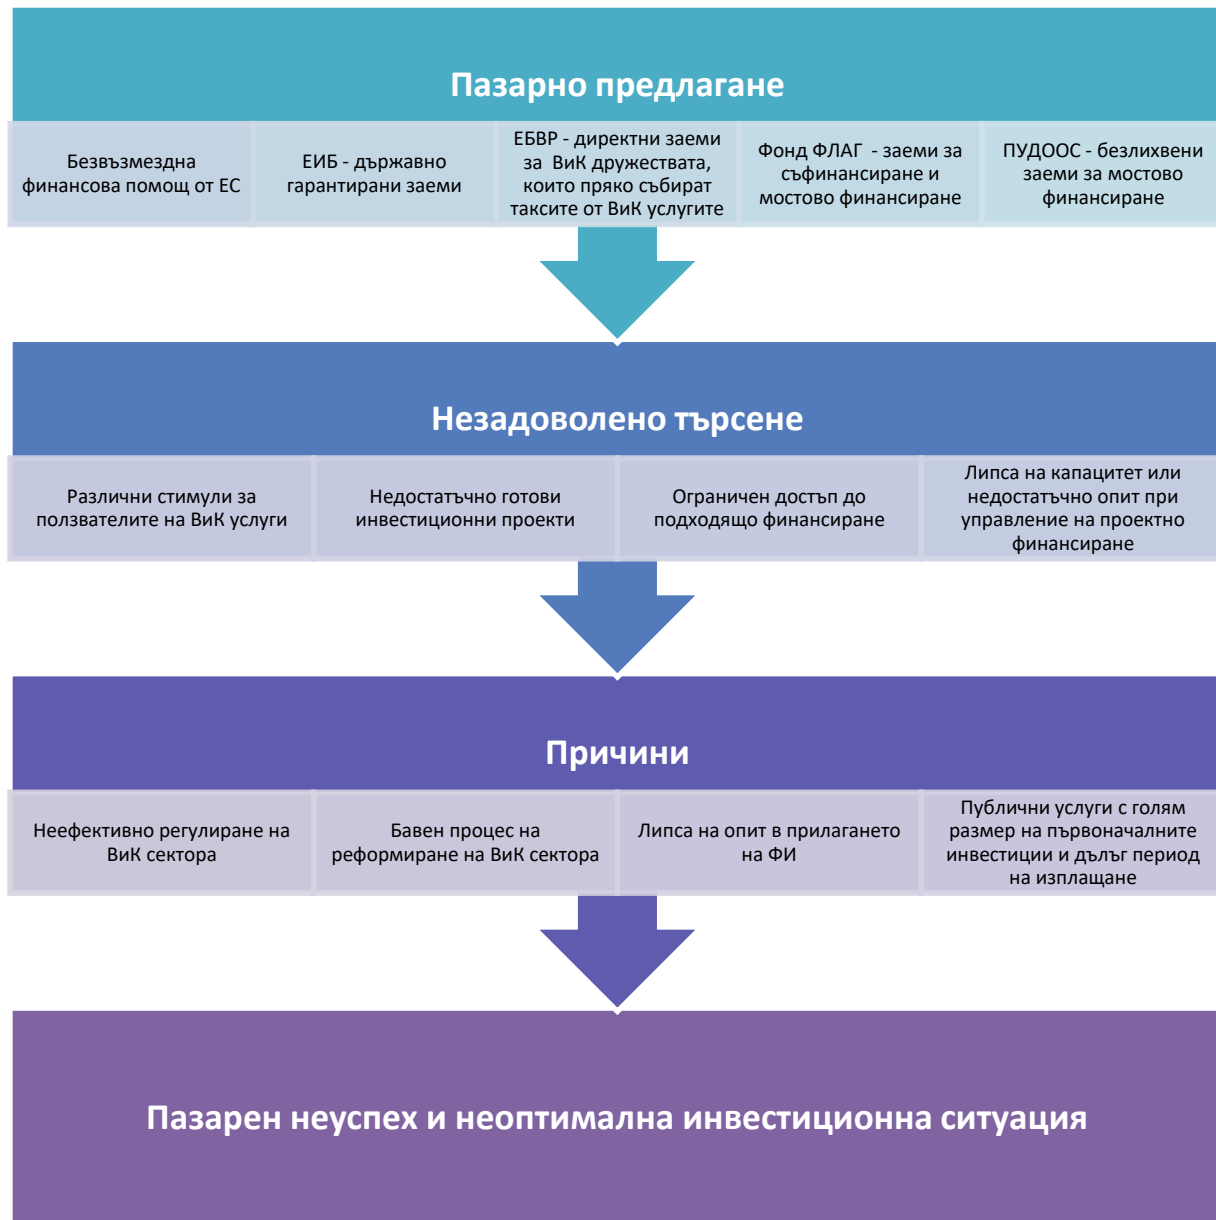 Пазарно предлагане
Безвъзмездна
финансова помощ от ЕС
ЕИБ - държавно
гарантирани заеми
ЕБВР - директни заеми
за ВиК дружествата,
които пряко събират
таксите от ВиК услугите
Фонд ФЛАГ - заеми за
съфинансиране и
мостово финансиране
ПУДООС - безлихвени
заеми за мостово
финансиране
Незадоволено търсене
Различни стимули за
ползвателите на ВиК услуги
Недостатъчно готови
инвестиционни проекти
Ограничен достъп до
подходящо финансиране
Липса на капацитет или
недостатъчно опит при
управление на проектно
финансиране
Причини
Неефективно регулиране на
ВиК сектора
Бавен процес на
реформиране на ВиК сектора
Липса на опит в прилагането
на ФИ
Публични услуги с голям
размер на първоначалните
инвестиции и дълъг период
на изплащане
Пазарен неуспех и неоптимална инвестиционна ситуация